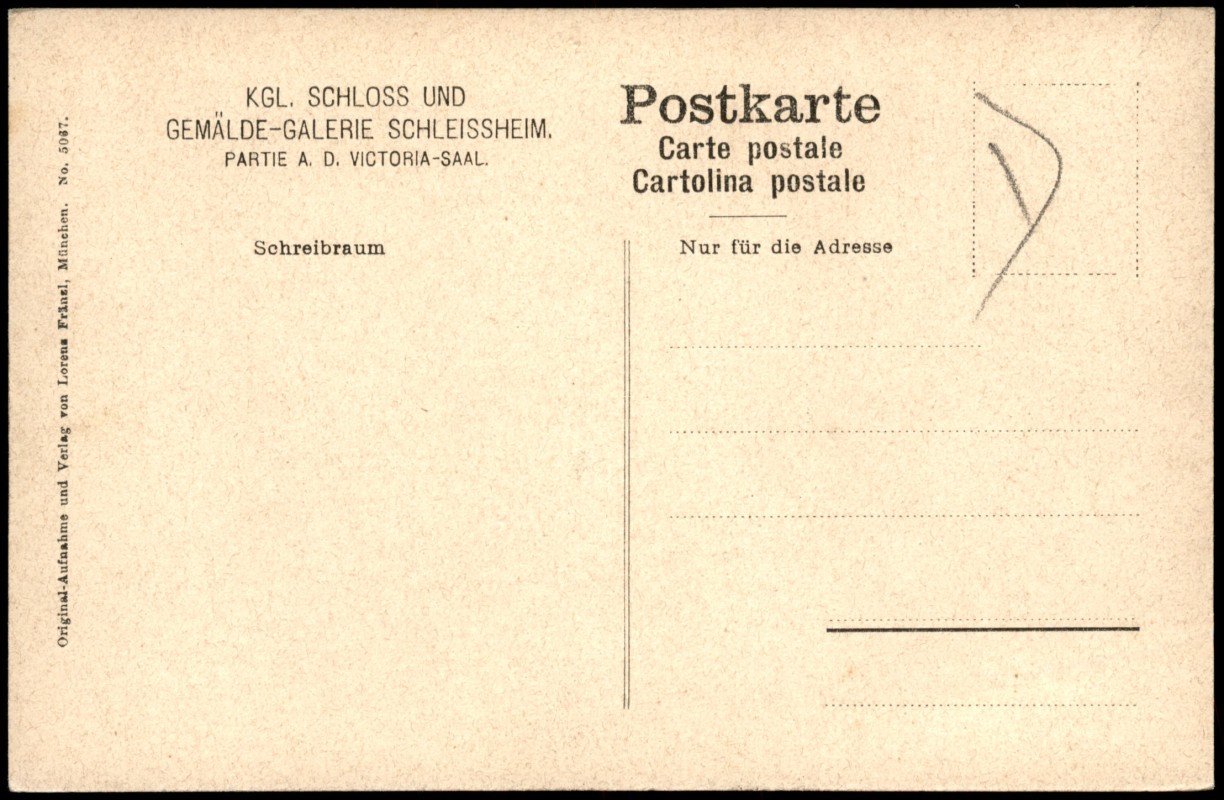 KGL. SCHLOSS UND
GEMÄLDE-GALERIE SCHLEISSHEIM.
PARTIE A. D. VICTORIA-SAAL.
Schreibraum
Postkarte
Carte postale
Cartolina postale
Nur für die Adresse
Original-Aufnahme und Verlag von Lorenz Fränzl, München. No. 5067.